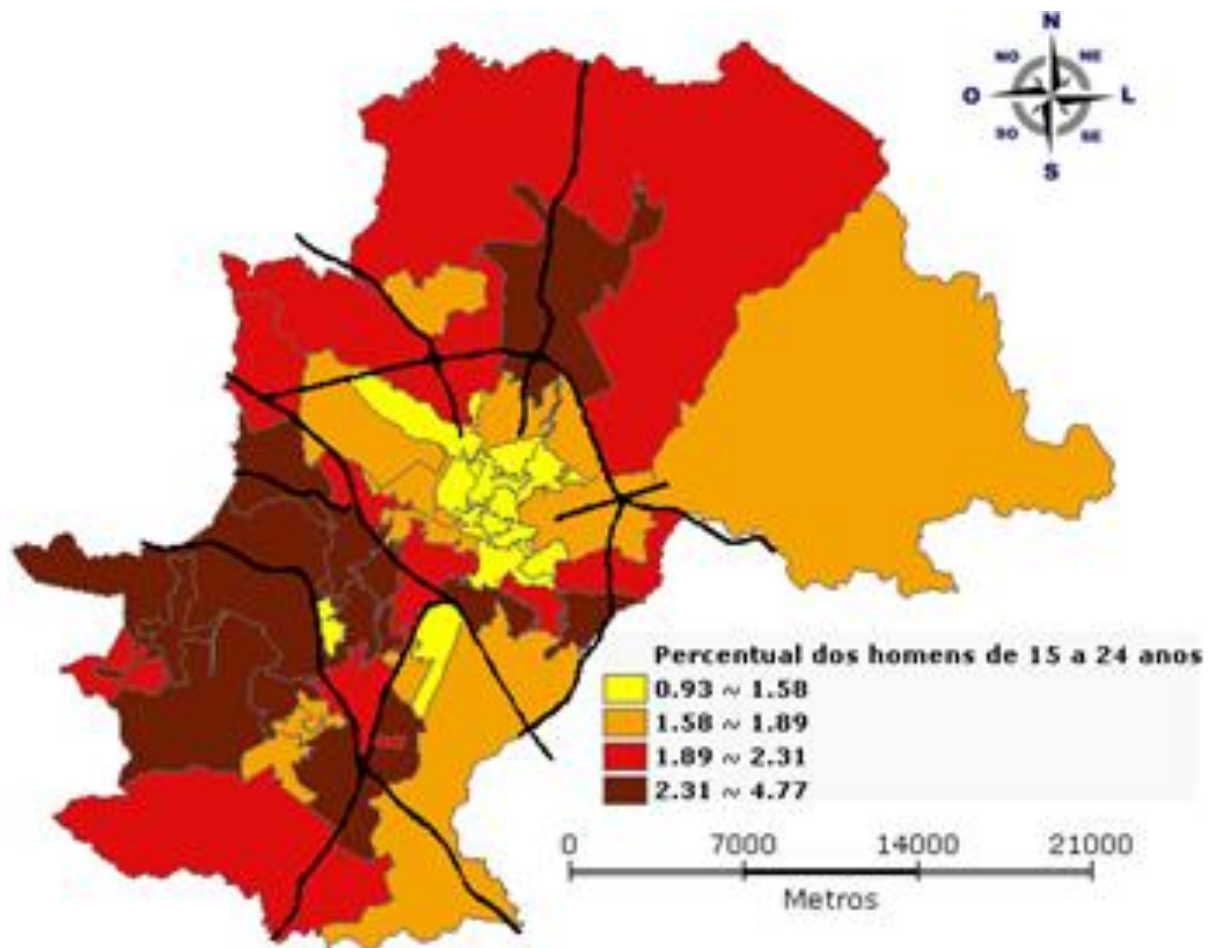 N
NO NE
O L
SO SE
S
Percentual dos homens de 15 a 24 anos
0.93 ~ 1.58
1.58 ~ 1.89
1.89 ~ 2.31
2.31 ~ 4.77
0 7000 14000 21000
Metros